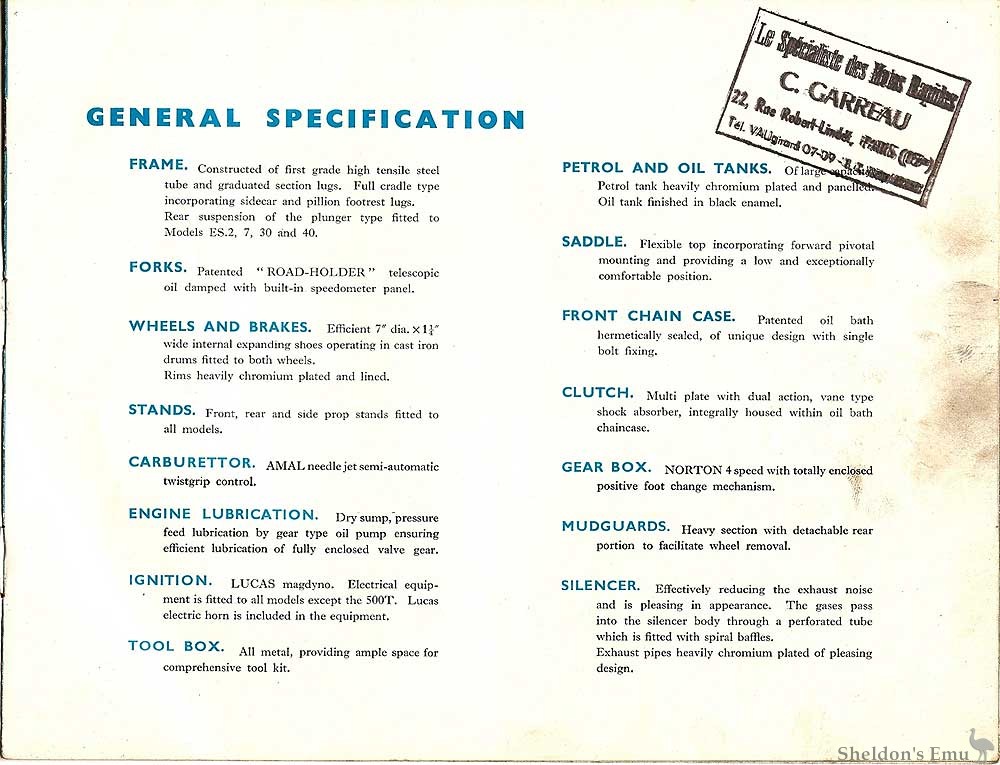 GENERAL SPECIFICATION
FRAME. Constructed of first grade high tensile steel
tube and graduated section lugs. Full cradle type
incorporating sidecar and pillion footrest lugs.
Rear suspension of the plunger type fitted to
Models ES.2, 7, 30 and 40.
FORKS. Patented "ROAD-HOLDER" telescopic
oil damped with built-in speedometer panel.
WHEELS AND BRAKES. Efficient 7″ dia. × 1¼″
wide internal expanding shoes operating in cast iron
drums fitted to both wheels.
Rims heavily chromium plated and lined.
STANDS. Front, rear and side prop stands fitted to
all models.
CARBURETTOR. AMAL needle jet semi-automatic
twistgrip control.
ENGINE LUBRICATION. Dry sump, pressure
feed lubrication by gear type oil pump ensuring
efficient lubrication of fully enclosed valve gear.
IGNITION. LUCAS magdyno. Electrical equip-
ment is fitted to all models except the 500T. Lucas
electric horn is included in the equipment.
TOOL BOX. All metal, providing ample space for
comprehensive tool kit.
Le Spécialiste des Motos Rapides
C. GARREAU
22, Rue Robert-Lindet, PARIS
Tél. VAUgirard 07-09
PETROL AND OIL TANKS. Of large capacity.
Petrol tank heavily chromium plated and panelled.
Oil tank finished in black enamel.
SADDLE. Flexible top incorporating forward pivotal
mounting and providing a low and exceptionally
comfortable position.
FRONT CHAIN CASE. Patented oil bath
hermetically sealed, of unique design with single
bolt fixing.
CLUTCH. Multi plate with dual action, vane type
shock absorber, integrally housed within oil bath
chaincase.
GEAR BOX. NORTON 4 speed with totally enclosed
positive foot change mechanism.
MUDGUARDS. Heavy section with detachable rear
portion to facilitate wheel removal.
SILENCER. Effectively reducing the exhaust noise
and is pleasing in appearance. The gases pass
into the silencer body through a perforated tube
which is fitted with spiral baffles.
Exhaust pipes heavily chromium plated of pleasing
design.
Sheldon's Emu